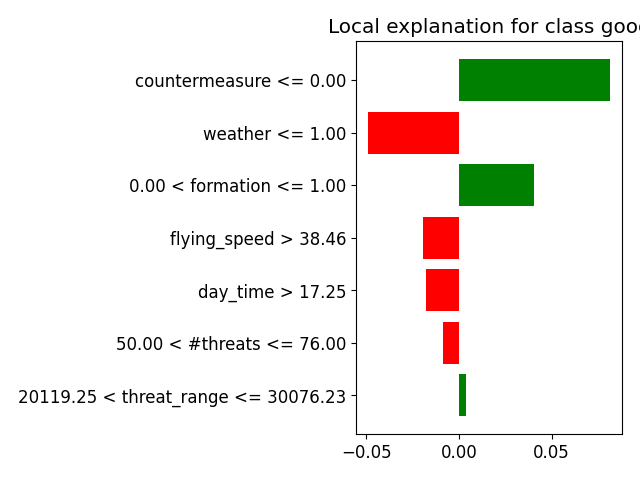 Local explanation for class goo
countermeasure <= 0.00
weather <= 1.00
0.00 < formation <= 1.00
flying_speed > 38.46
day_time > 17.25
50.00 < #threats <= 76.00
20119.25 < threat_range <= 30076.23
−0.05 0.00 0.05